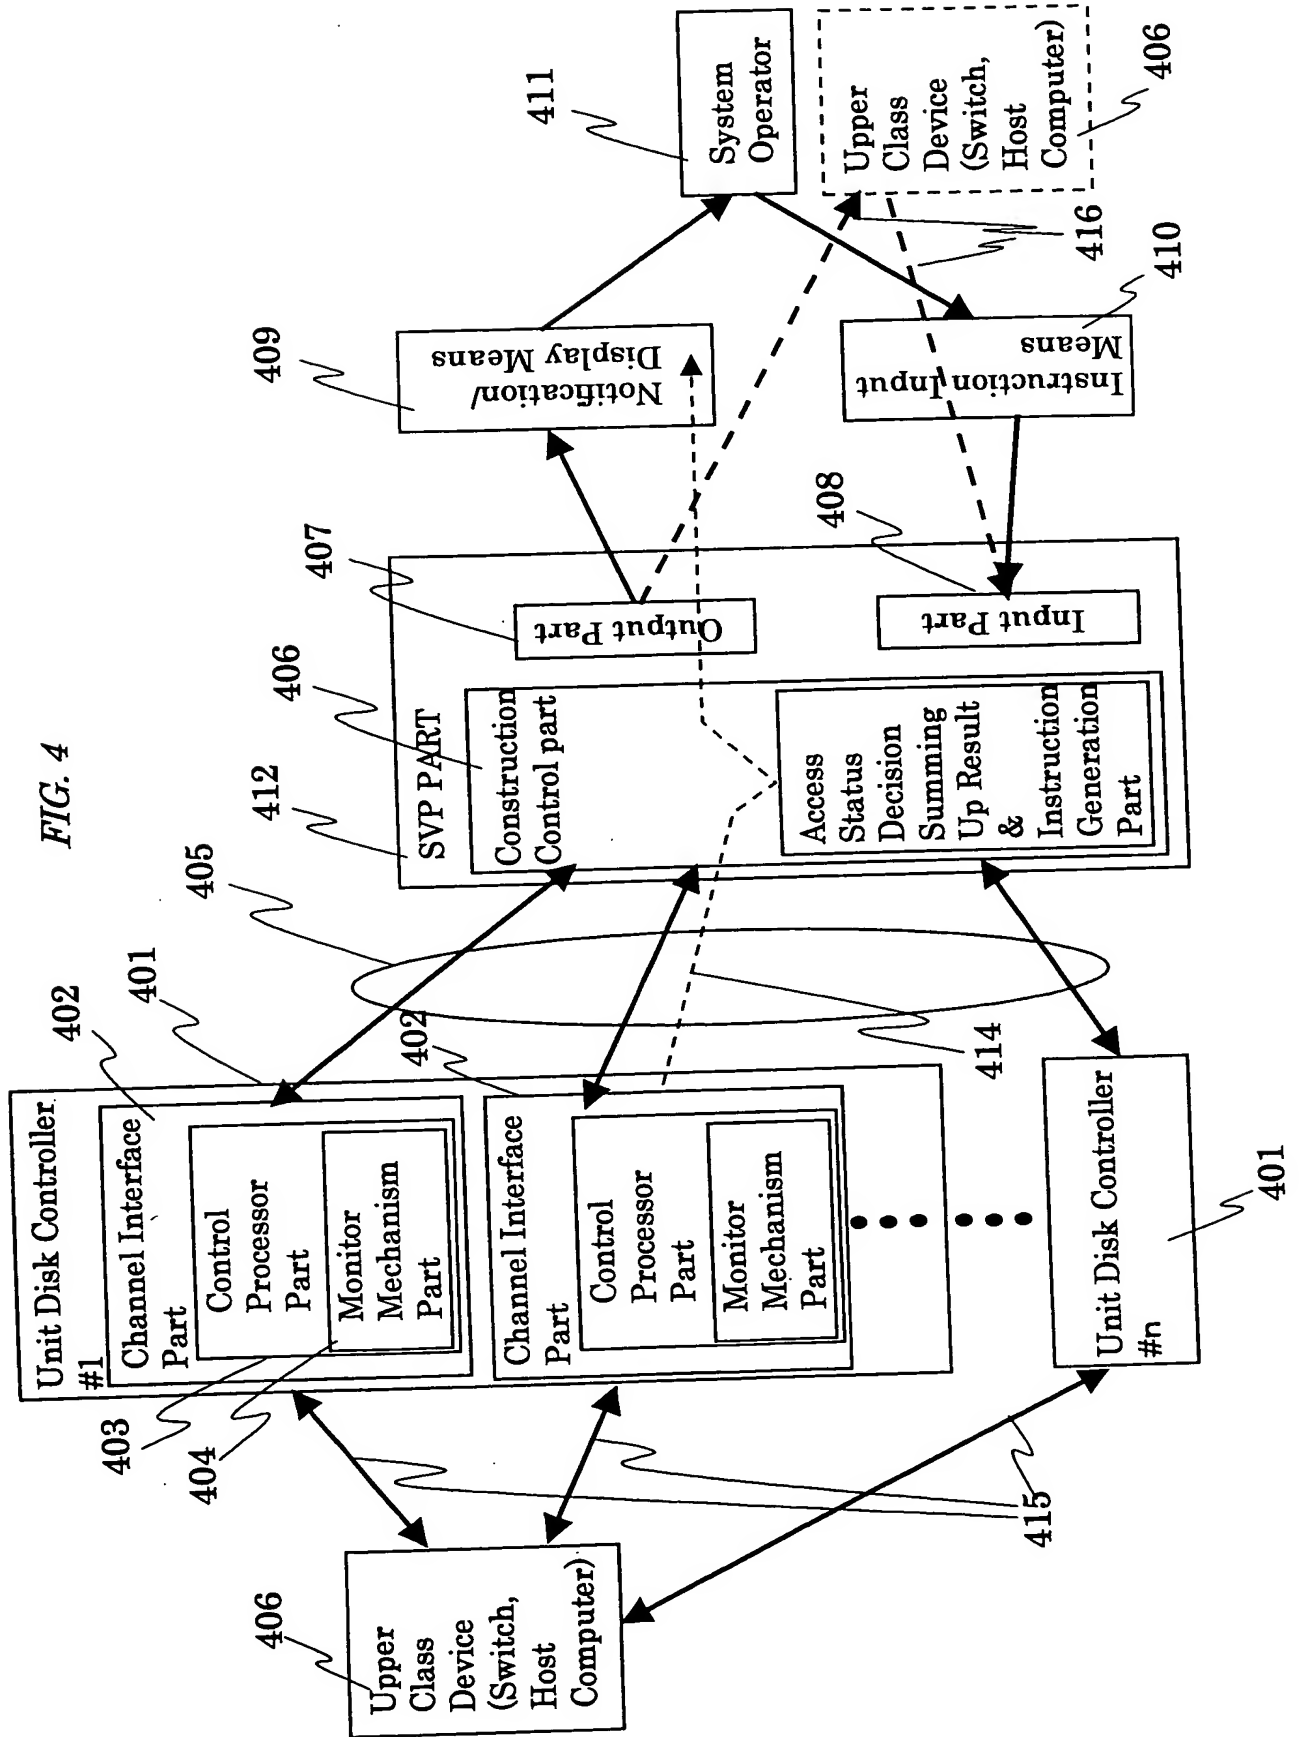 FIG. 4
Unit Disk Controller
#1
Channel Interface
Part
Control
Processor
Part
Monitor
Mechanism
Part
402
401
405
403
404
Channel Interface
Part
Control
Processor
Part
Monitor
Mechanism
Part
402
414
Unit Disk Controller
#n
401
406
Upper
Class
Device
(Switch,
Host
Computer)
415
412
406
407
SVP PART
Construction
Control part
Access
Status
Decision
Summing
Up Result
&
Instruction
Generation
Part
Output Part
408
Input Part
409
Notification/
Display Means
Instruction Input
Means
410
411
System
Operator
Upper
Class
Device
(Switch,
Host
Computer)
406
416